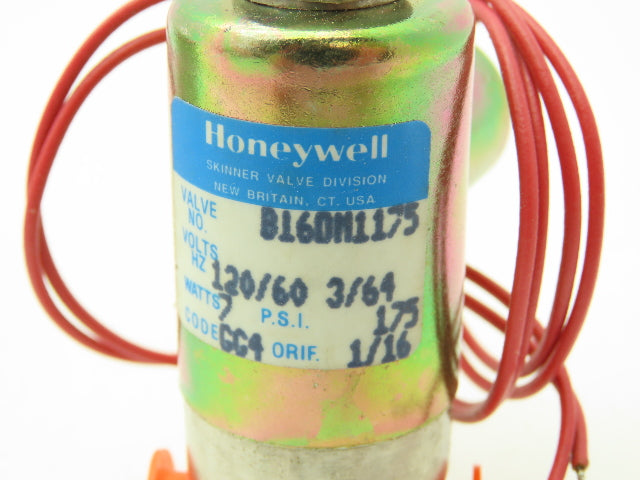 Honeywell
SKINNER VALVE DIVISION
NEW BRITAIN, CT. USA
VALVE NO. B16DM1175
VOLTS HZ 120/60 3/64
WATTS 7 P.S.I. 175
CODE GG4 ORIF. 1/16